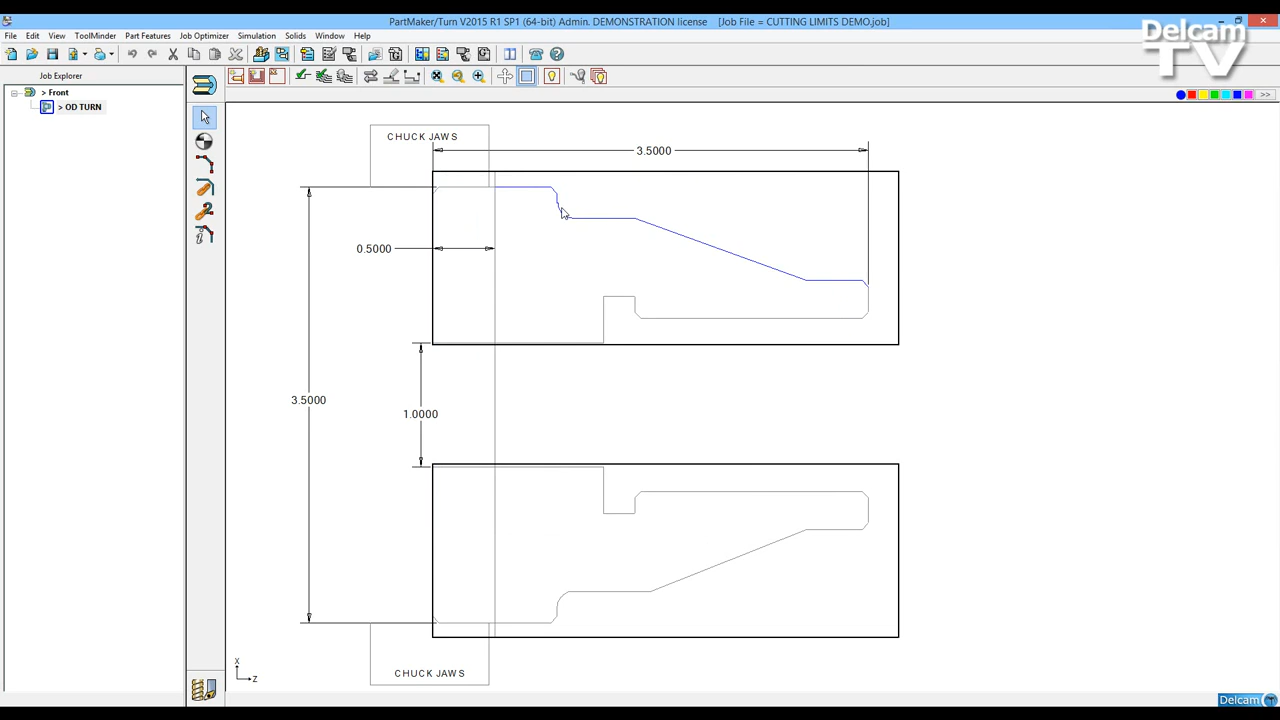 PartMaker/Turn V2015 R1 SP1 (64-bit) Admin. DEMONSTRATION license [Job File = CUTTING LIMITS DEMO.job]
File Edit View ToolMinder Part Features Job Optimizer Simulation Solids Window Help
Delcam
TV
Job Explorer
> Front
> OD TURN
>>
CHUCK JAWS
3.5000
0.5000
3.5000
1.0000
CHUCK JAWS
X
Z
Delcam